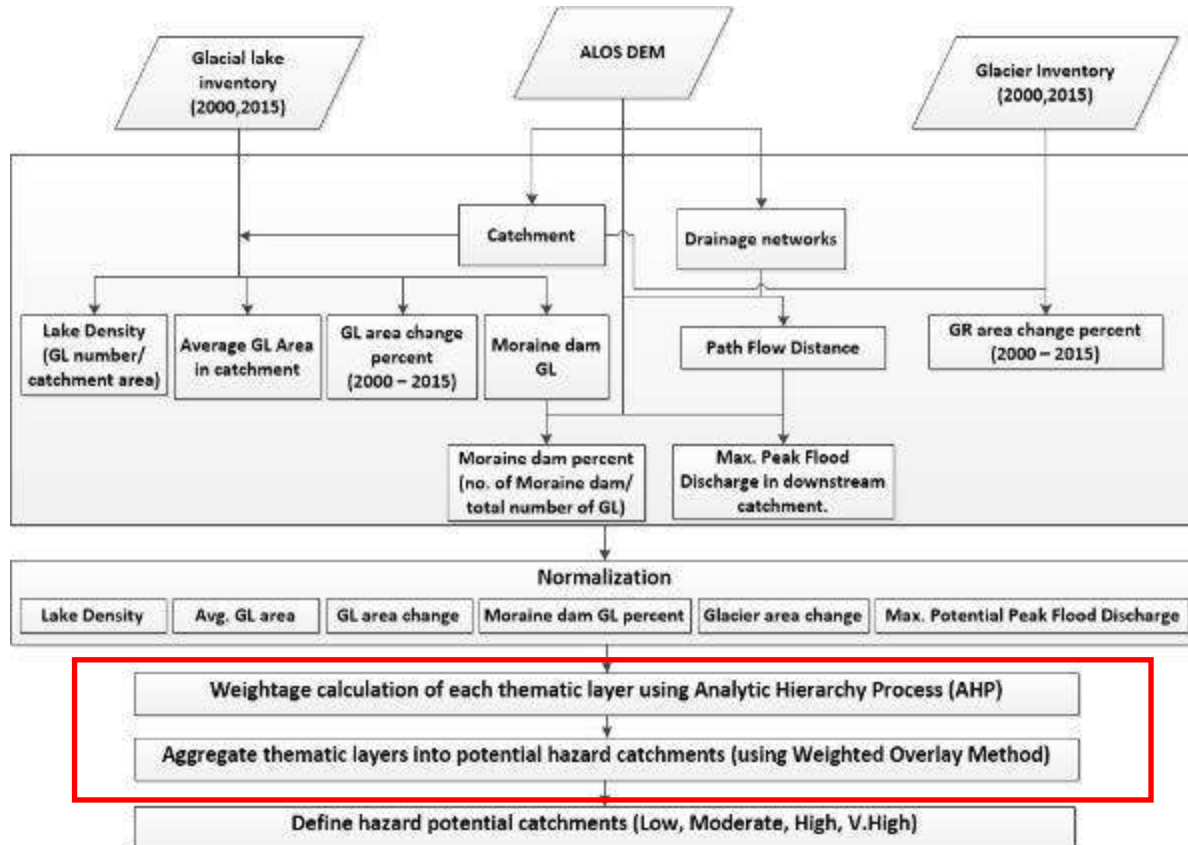 Glacial lake
inventory
(2000,2015)
ALOS DEM
Glacier Inventory
(2000,2015)
Catchment
Drainage networks
Lake Density
(GL number/
catchment area)
Average GL Area
in catchment
GL area change
percent
(2000 – 2015)
Moraine dam
GL
Path Flow Distance
GR area change percent
(2000 – 2015)
Moraine dam percent
(no. of Moraine dam/
total number of GL)
Max. Peak Flood
Discharge in downstream
catchment.
Normalization
Lake Density
Avg. GL area
GL area change
Moraine dam GL percent
Glacier area change
Max. Potential Peak Flood Discharge
Weightage calculation of each thematic layer using Analytic Hierarchy Process (AHP)
Aggregate thematic layers into potential hazard catchments (using Weighted Overlay Method)
Define hazard potential catchments (Low, Moderate, High, V.High)